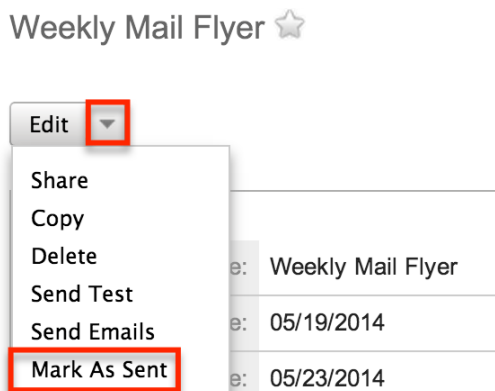 Weekly Mail Flyer
Edit
Share
Copy
Delete
Send Test
Send Emails
Mark As Sent
e: Weekly Mail Flyer
e: 05/19/2014
e: 05/23/2014